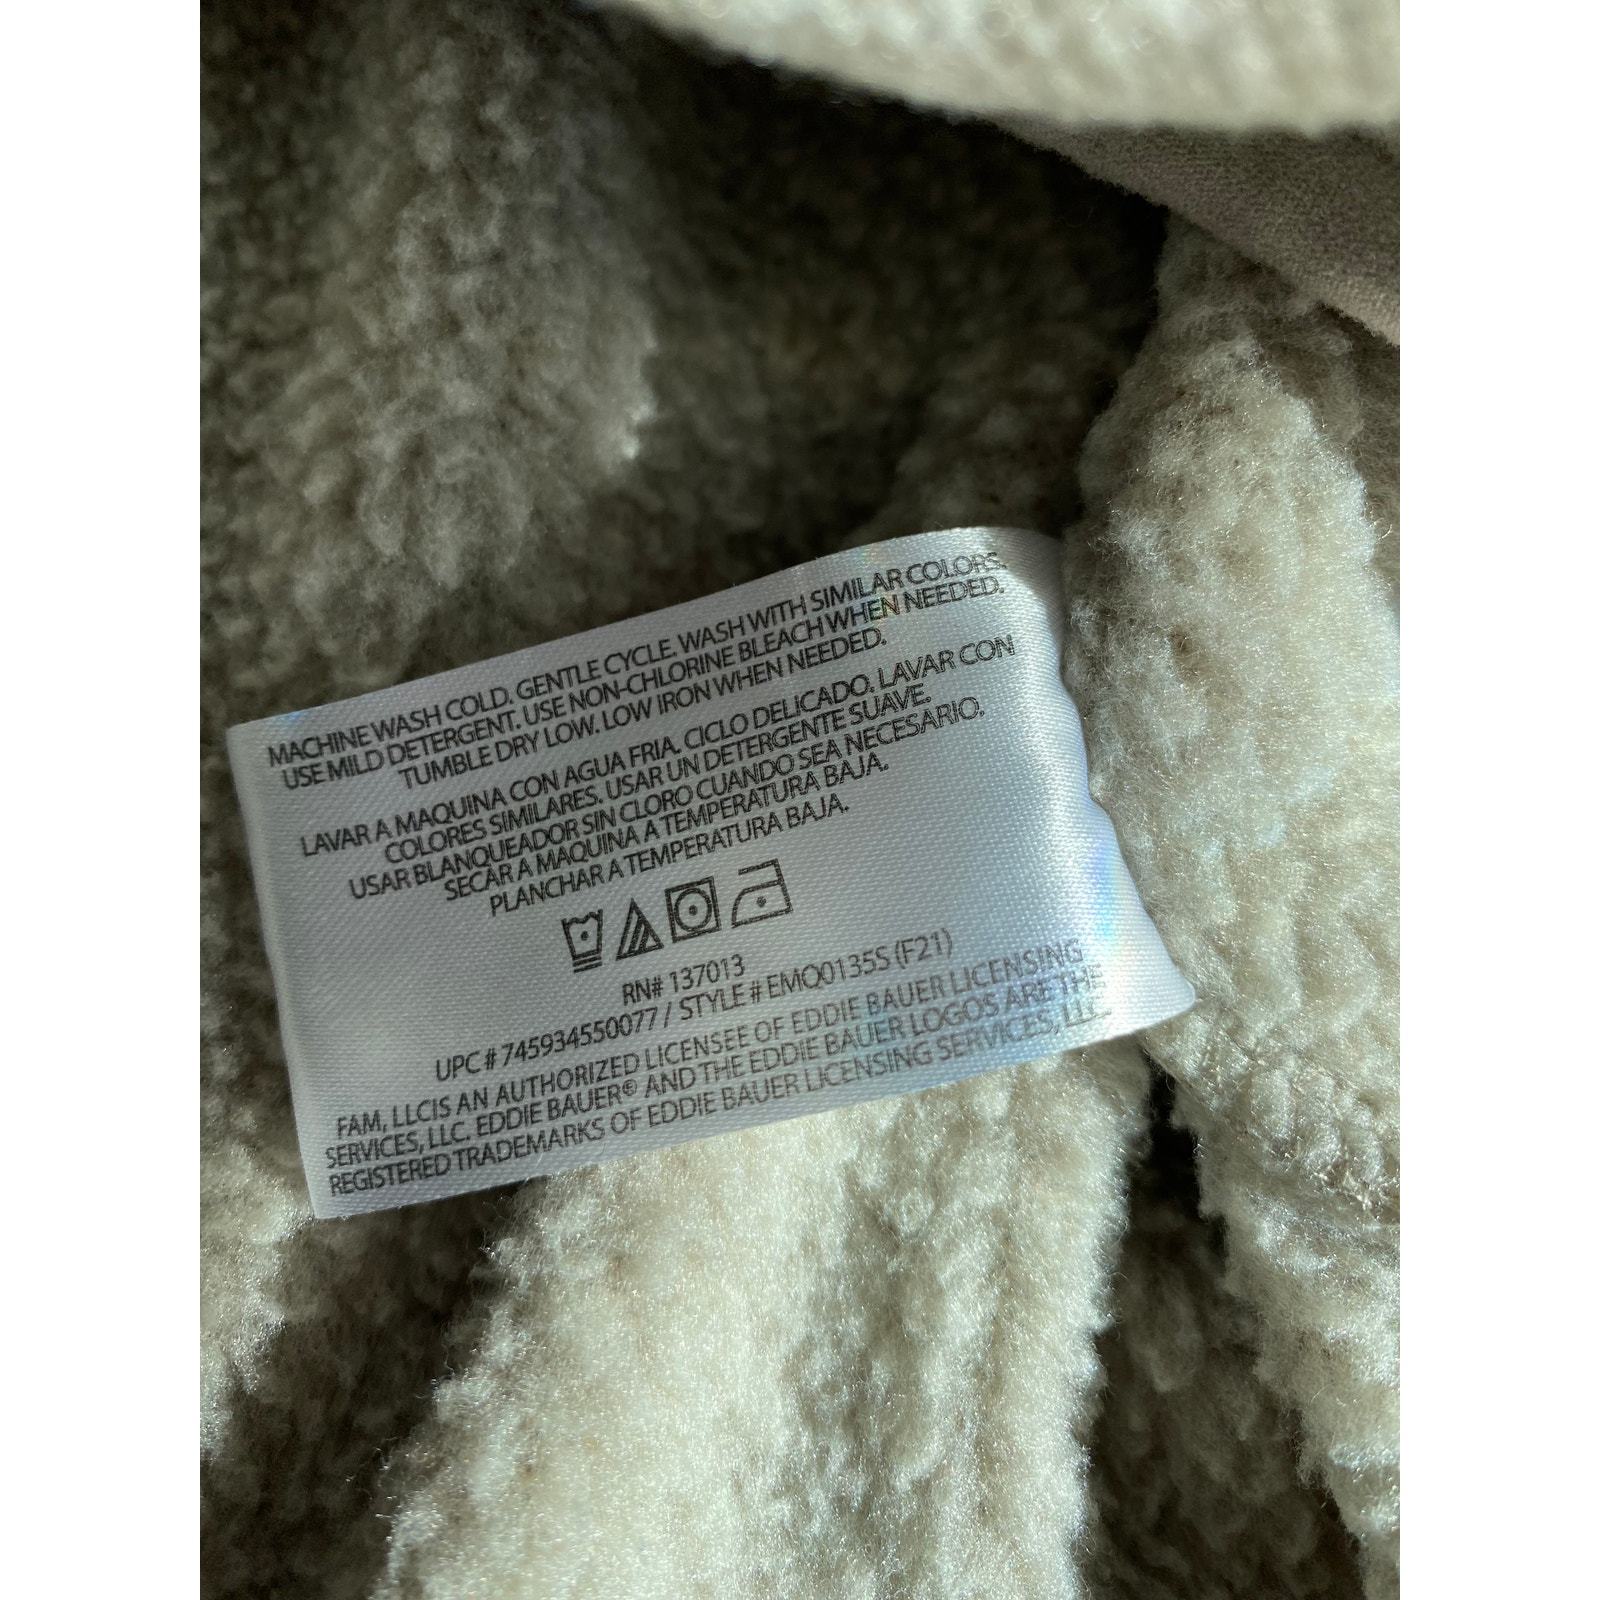 MACHINE WASH COLD. GENTLE CYCLE. WASH WITH SIMILAR COLORS.
USE MILD DETERGENT. USE NON-CHLORINE BLEACH WHEN NEEDED.
TUMBLE DRY LOW. LOW IRON WHEN NEEDED.
LAVAR A MAQUINA CON AGUA FRIA. CICLO DELICADO. LAVAR CON
COLORES SIMILARES. USAR UN DETERGENTE SUAVE.
USAR BLANQUEADOR SIN CLORO CUANDO SEA NECESARIO.
SECAR A MAQUINA A TEMPERATURA BAJA.
PLANCHAR A TEMPERATURA BAJA.
RN# 137013
UPC # 745934550077 / STYLE # EMQ0135S (F21)
FAM, LLCIS AN AUTHORIZED LICENSEE OF EDDIE BAUER LICENSING
SERVICES, LLC. EDDIE BAUER® AND THE EDDIE BAUER LOGOS ARE THE
REGISTERED TRADEMARKS OF EDDIE BAUER LICENSING SERVICES, LLC.